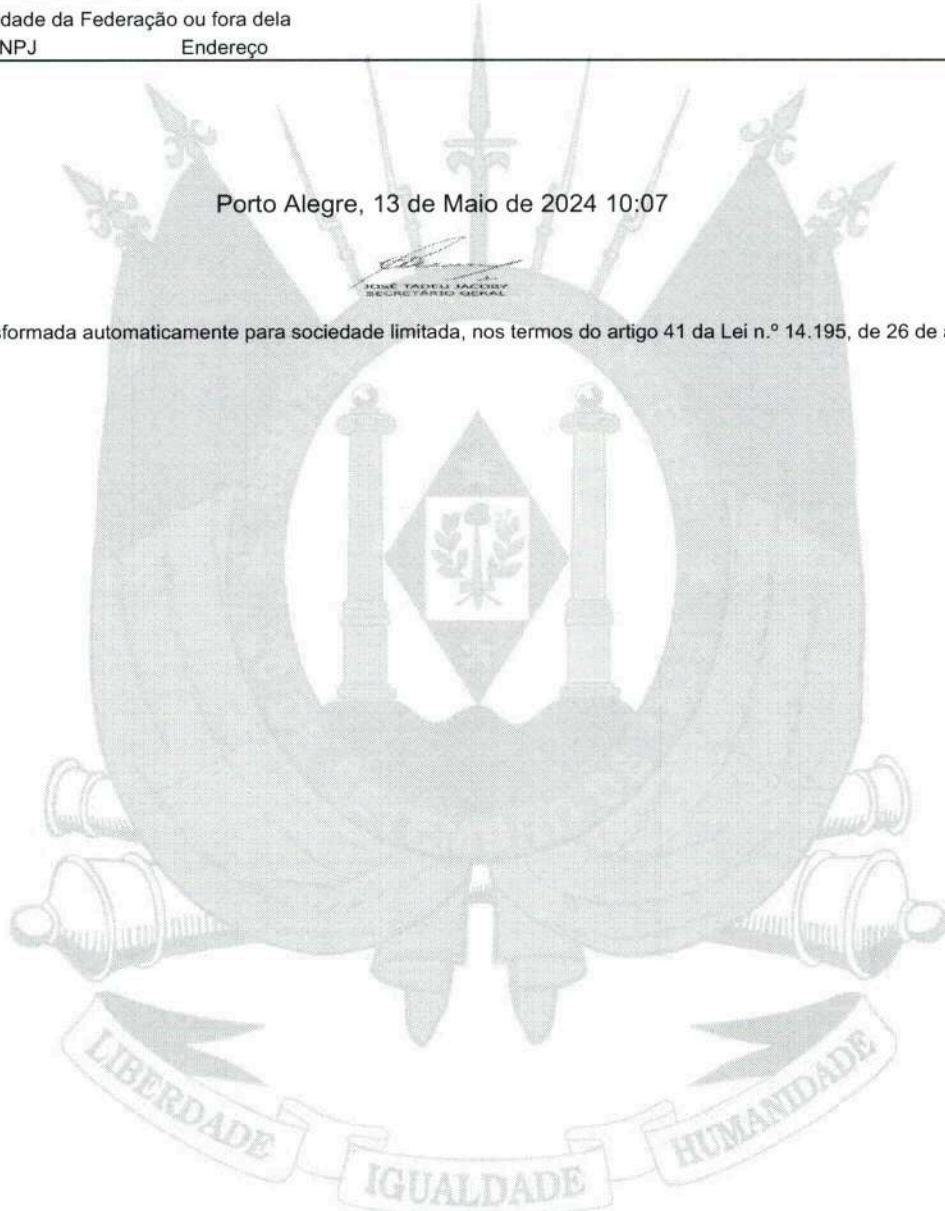 dade da Federação ou fora dela
NPJ Endereço
Porto Alegre, 13 de Maio de 2024 10:07
JOSÉ TADEU JACOBY
SECRETÁRIO GERAL
sformada automaticamente para sociedade limitada, nos termos do artigo 41 da Lei n.º 14.195, de 26 de a
LIBERDADE
IGUALDADE
HUMANIDADE